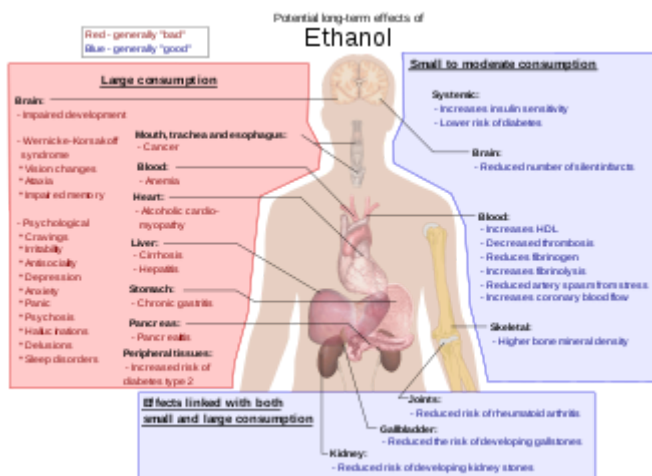 Potential long-term effects of
Ethanol
Red - generally "bad"
Blue - generally "good"
Large consumption
Brain:
- Impaired development
- Wernicke-Korsakoff
syndrome
* Vision changes
* Ataxia
* Impaired memory
- Psychological
* Cravings
* Irritability
* Antisociality
* Depression
* Anxiety
* Panic
* Psychosis
* Hallucinations
* Delusions
* Sleep disorders
Mouth, trachea and esophagus:
- Cancer
Blood:
- Anemia
Heart:
- Alcoholic cardio-
myopathy
Liver:
- Cirrhosis
- Hepatitis
Stomach:
- Chronic gastritis
Pancreas:
- Pancreatitis
Peripheral tissues:
- Increased risk of
diabetes type 2
Small to moderate consumption
Systemic:
- Increases insulin sensitivity
- Lower risk of diabetes
Brain:
- Reduced number of silent infarcts
Blood:
- Increases HDL
- Decreased thrombosis
- Reduces fibrinogen
- Increases fibrinolysis
- Reduced artery spasm from stress
- Increases coronary blood flow
Skeletal:
- Higher bone mineral density
Effects linked with both
small and large consumption
Joints:
- Reduced risk of rheumatoid arthritis
Gallbladder:
- Reduced the risk of developing gallstones
Kidney:
- Reduced risk of developing kidney stones